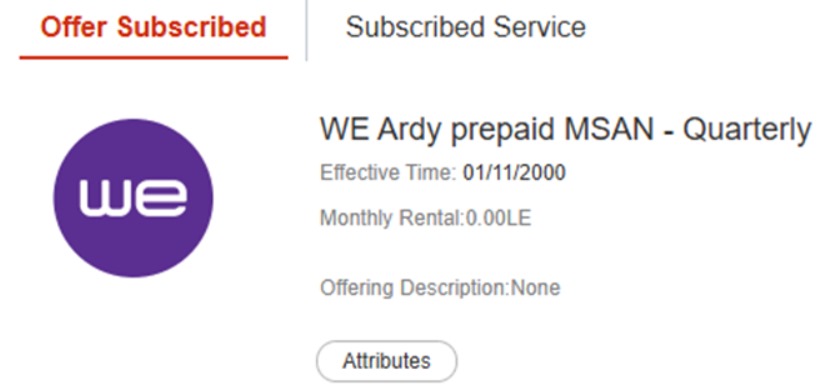 Offer Subscribed
Subscribed Service
WE Ardy prepaid MSAN - Quarterly
Effective Time: 01/11/2000
we
Monthly Rental:0.00LE
Offering Description:None
Attributes